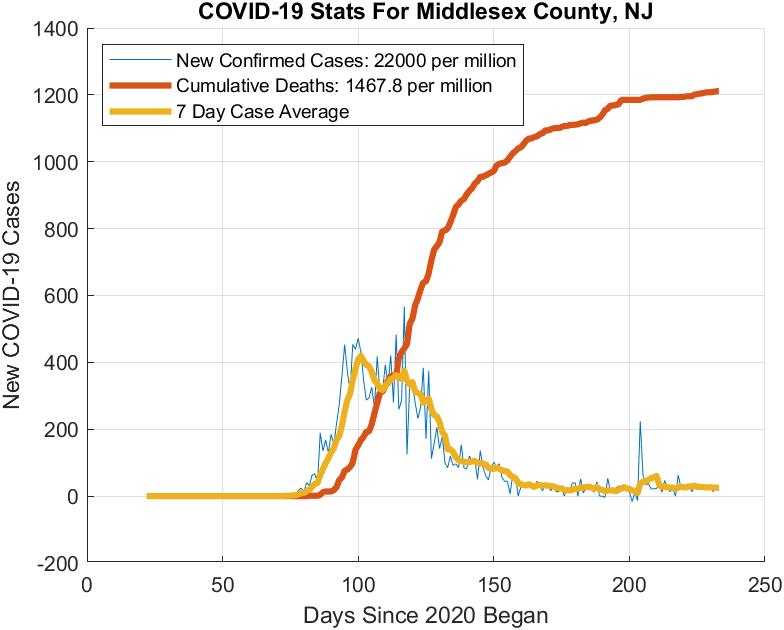 COVID-19 Stats For Middlesex County, NJ
New Confirmed Cases: 22000 per million
Cumulative Deaths: 1467.8 per million
7 Day Case Average
1400
1200
1000
800
600
400
200
0
-200
New COVID-19 Cases
0 50 100 150 200 250
Days Since 2020 Began